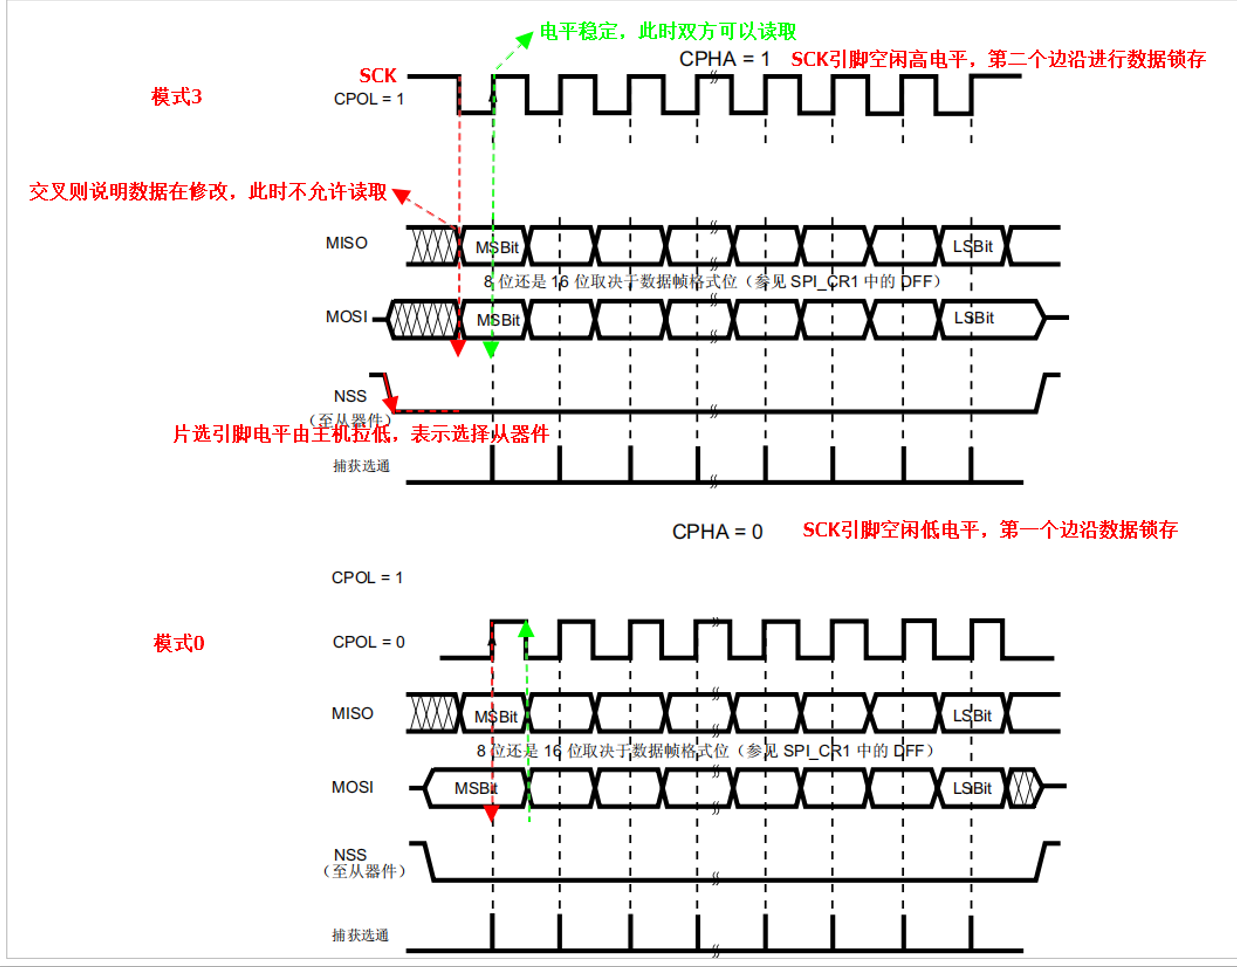 电平稳定，此时双方可以读取
CPHA = 1 SCK引脚空闲高电平，第二个边沿进行数据锁存
SCK
模式3
CPOL = 1
交叉则说明数据在修改，此时不允许读取
MISO
MSBit
LSBit
8 位还是 16 位取决于数据帧格式位（参见 SPI_CR1 中的 DFF）
MOSI
MSBit
LSBit
NSS
（至从器件）
片选引脚电平由主机拉低，表示选择从器件
捕获选通
CPHA = 0 SCK引脚空闲低电平，第一个边沿数据锁存
CPOL = 1
模式0
CPOL = 0
MISO
MSBit
LSBit
8 位还是 16 位取决于数据帧格式位（参见 SPI_CR1 中的 DFF）
MOSI
MSBit
LSBit
NSS
（至从器件）
捕获选通